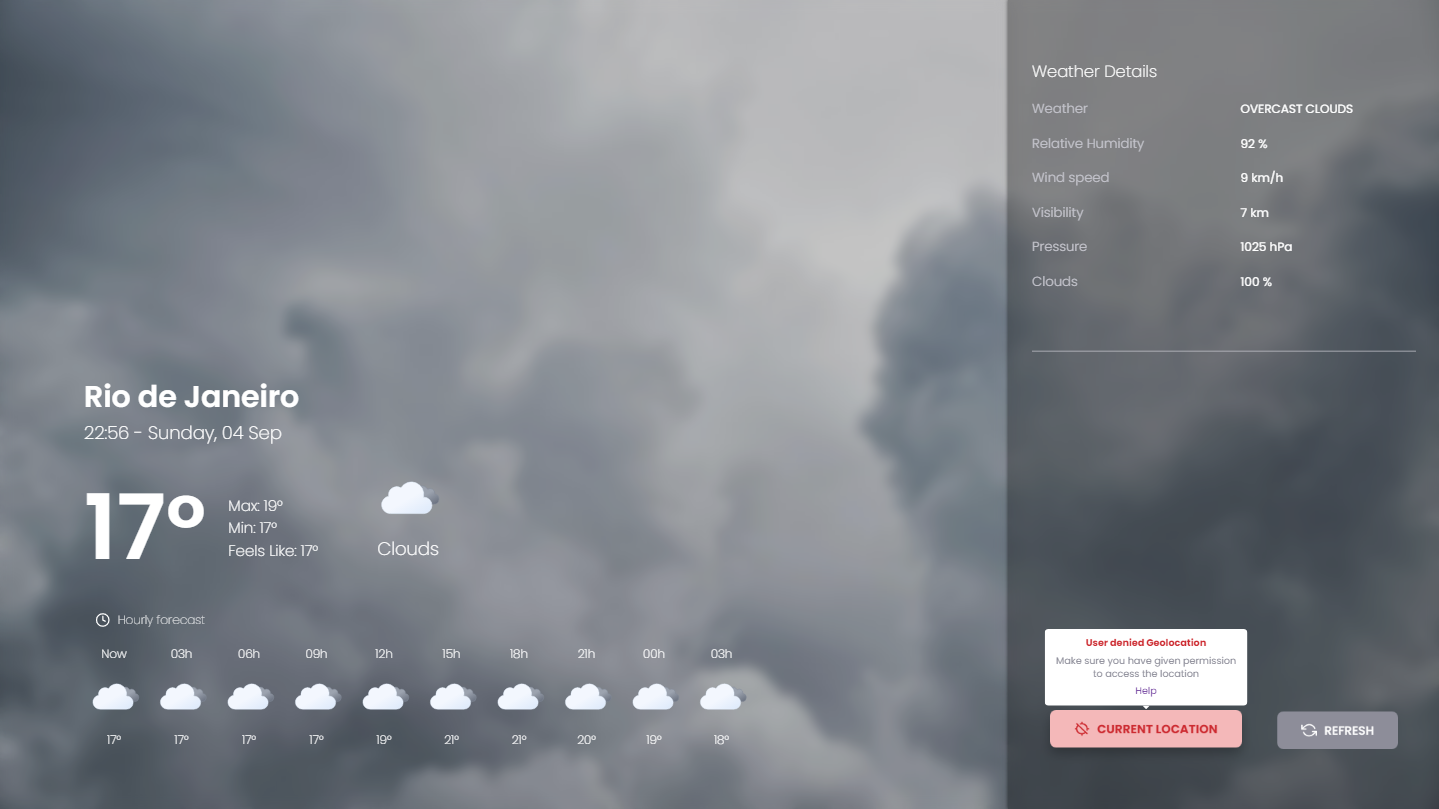 Rio de Janeiro
22:56 - Sunday, 04 Sep
17º
Max: 19º
Min: 17º
Feels Like: 17º
Clouds
Hourly forecast
Now 03h 06h 09h 12h 15h 18h 21h 00h 03h
17º 17º 17º 17º 19º 21º 21º 20º 19º 18º
Weather Details
Weather OVERCAST CLOUDS
Relative Humidity 92 %
Wind speed 9 km/h
Visibility 7 km
Pressure 1025 hPa
Clouds 100 %
User denied Geolocation
Make sure you have given permission
to access the location
Help
CURRENT LOCATION
REFRESH